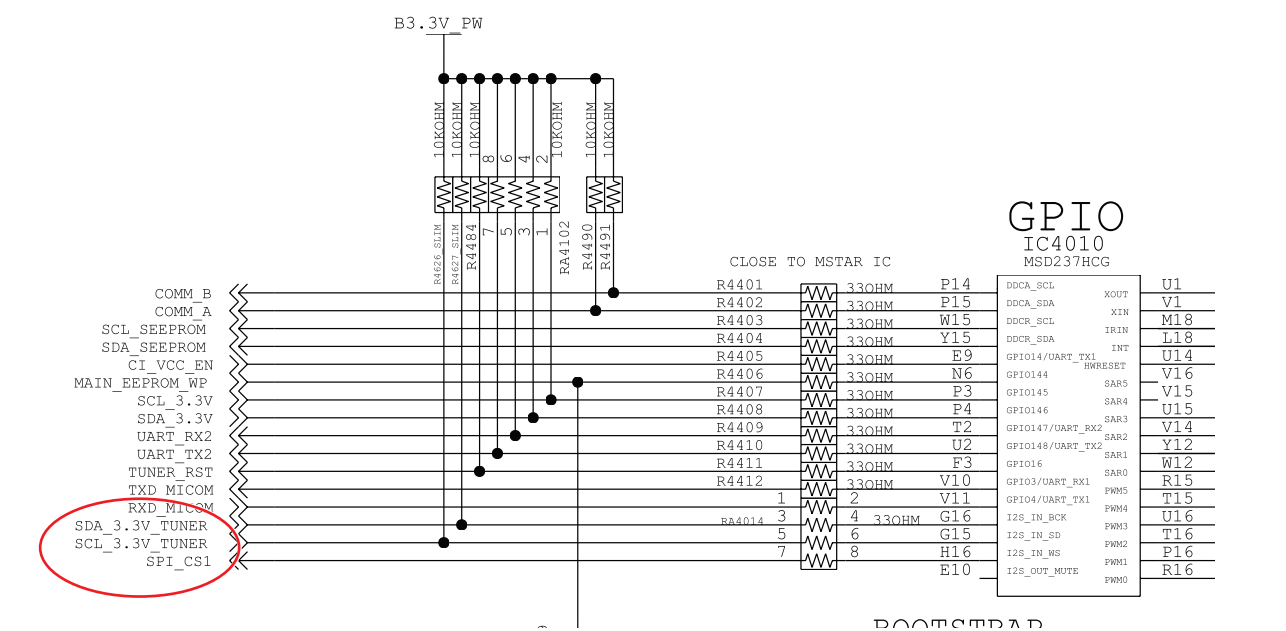 B3.3V_PW
10KOHM 10KOHM 10KOHM 8 6 4 2 10KOHM 10KOHM 10KOHM
R4626_SLIM R4627_SLIM R4484 7 5 3 1 RA4102 R4490 R4491
GPIO
IC4010
MSD237HCG
CLOSE TO MSTAR IC
COMM_B R4401 33OHM P14 DDCA_SCL XOUT U1
COMM_A R4402 33OHM P15 DDCA_SDA XIN V1
SCL_SEEPROM R4403 33OHM W15 DDCR_SCL IRIN M18
SDA_SEEPROM R4404 33OHM Y15 DDCR_SDA INT L18
CI_VCC_EN R4405 33OHM E9 GPIO14/UART_TX1 HWRESET U14
MAIN_EEPROM_WP R4406 33OHM N6 GPIO144 SAR5 V16
SCL_3.3V R4407 33OHM P3 GPIO145 SAR4 V15
SDA_3.3V R4408 33OHM P4 GPIO146 SAR3 U15
UART_RX2 R4409 33OHM T2 GPIO147/UART_RX2 SAR2 V14
UART_TX2 R4410 33OHM U2 GPIO148/UART_TX2 SAR1 Y12
TUNER_RST R4411 33OHM F3 GPIO16 SAR0 W12
TXD_MICOM R4412 33OHM V10 GPIO3/UART_RX1 PWM5 R15
RXD_MICOM 1 2 V11 GPIO4/UART_TX1 PWM4 T15
SDA_3.3V_TUNER RA4014 3 4 33OHM G16 I2S_IN_BCK PWM3 U16
SCL_3.3V_TUNER 5 6 G15 I2S_IN_SD PWM2 T16
SPI_CS1 7 8 H16 I2S_IN_WS PWM1 P16
E10 I2S_OUT_MUTE PWM0 R16
BOOTSTRAP